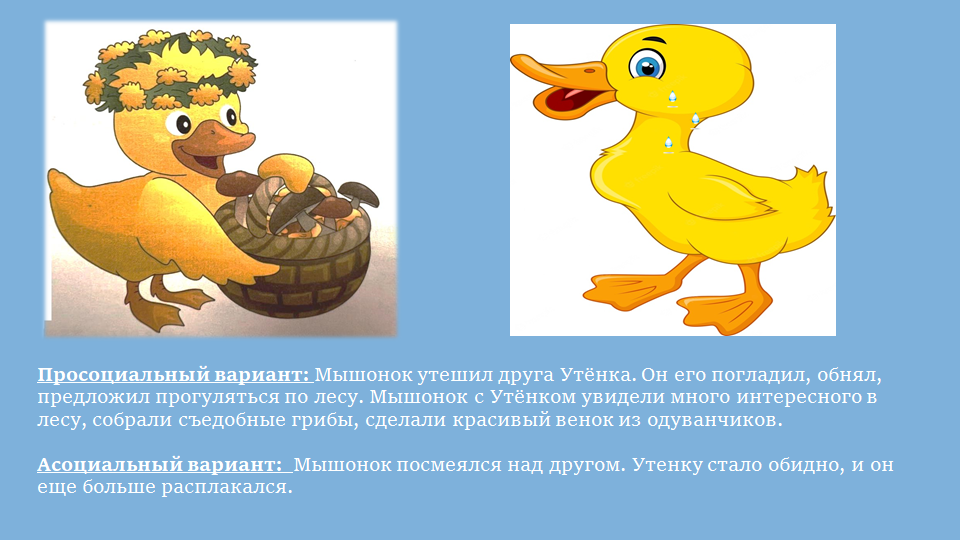 Просоциальный вариант: Мышонок утешил друга Утёнка. Он его погладил, обнял,
предложил прогуляться по лесу. Мышонок с Утёнком увидели много интересного в
лесу, собрали съедобные грибы, сделали красивый венок из одуванчиков.
Асоциальный вариант: Мышонок посмеялся над другом. Утенку стало обидно, и он
еще больше расплакался.